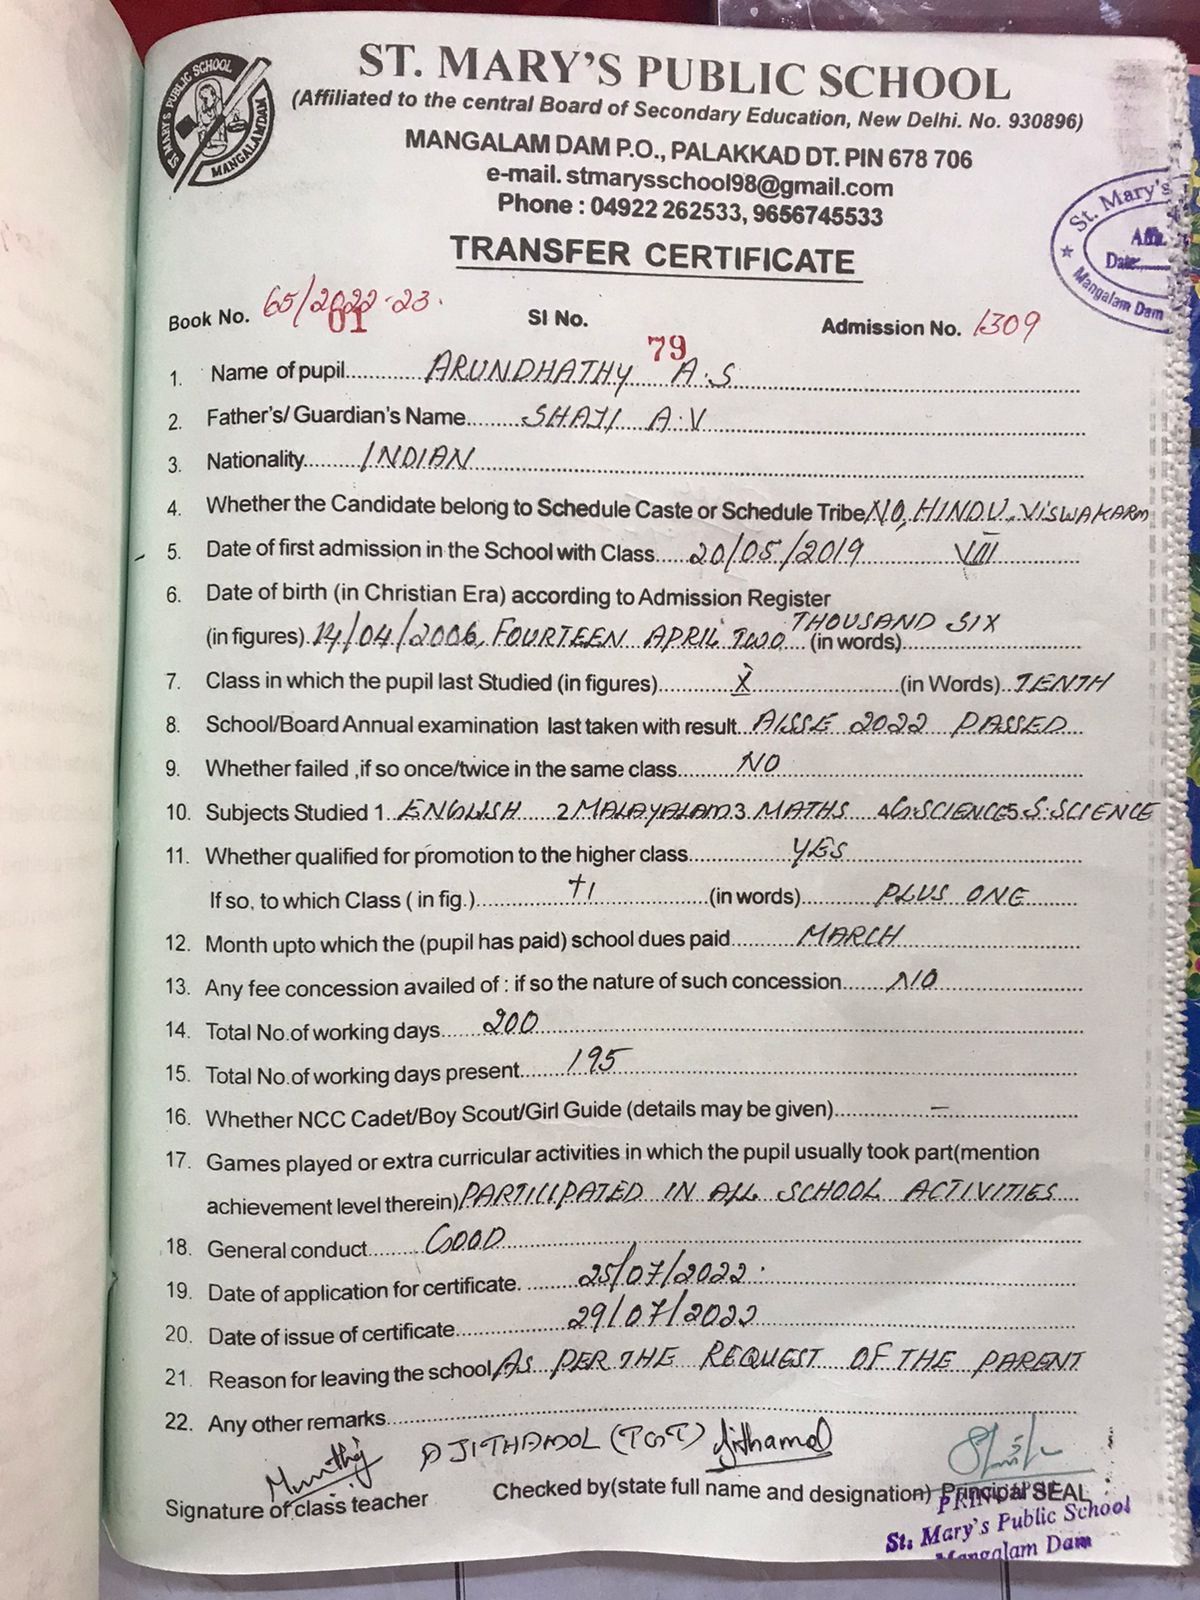 ST. MARY'S PUBLIC SCHOOL
MANGALAMDAM
ST. MARY'S PUBLIC SCHOOL
(Affiliated to the central Board of Secondary Education, New Delhi. No. 930896)
MANGALAM DAM P.O., PALAKKAD DT. PIN 678 706
e-mail. stmarysschool98@gmail.com
Phone : 04922 262533, 9656745533
St. Mary's
Affi.
Date
Mangalam Dam
TRANSFER CERTIFICATE
Book No. 65/2022-23. 01 SI No. 79 Admission No. 1309
1. Name of pupil ARUNDHATHY A.S
2. Father's/ Guardian's Name SHAJI A.V
3. Nationality INDIAN
4. Whether the Candidate belong to Schedule Caste or Schedule Tribe NO, HINDU, VISWAKARM
5. Date of first admission in the School with Class 20/05/2019 VIII
6. Date of birth (in Christian Era) according to Admission Register
(in figures) 14/04/2006, FOURTEEN APRIL TWO THOUSAND SIX (in words)
7. Class in which the pupil last Studied (in figures) X (in Words) TENTH
8. School/Board Annual examination last taken with result AISSE 2022 PASSED
9. Whether failed ,if so once/twice in the same class NO
10. Subjects Studied 1 ENGLISH 2 MALAYALAM 3 MATHS 4 G.SCIENCE 5 S.SCIENCE
11. Whether qualified for promotion to the higher class YES
If so, to which Class ( in fig.) +1 (in words) PLUS ONE
12. Month upto which the (pupil has paid) school dues paid MARCH
13. Any fee concession availed of : if so the nature of such concession NO
14. Total No.of working days 200
15. Total No.of working days present 195
16. Whether NCC Cadet/Boy Scout/Girl Guide (details may be given) –
17. Games played or extra curricular activities in which the pupil usually took part(mention
achievement level therein) PARTICIPATED IN ALL SCHOOL ACTIVITIES
18. General conduct GOOD
19. Date of application for certificate. 25/07/2022.
20. Date of issue of certificate 29/07/2022
21. Reason for leaving the school AS PER THE REQUEST OF THE PARENT
22. Any other remarks
AJITHAMOL (TGT) Ajithamol
Signature of class teacher Checked by(state full name and designation) Principal SEAL
PRINCIPAL
St. Mary's Public School
Mangalam Dam